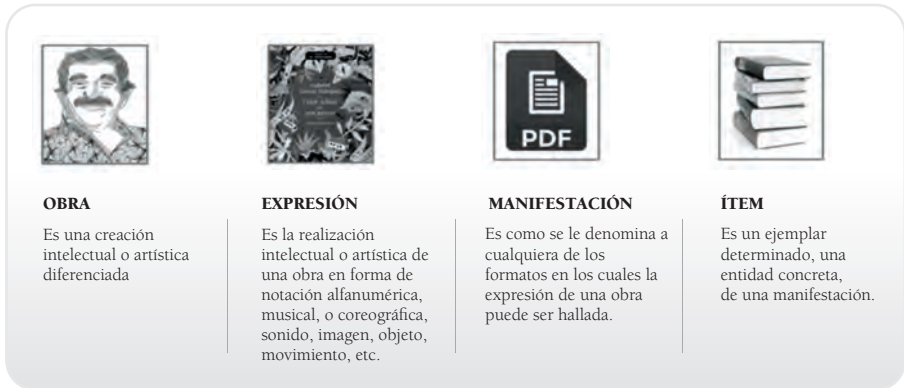 PDF
OBRA
Es una creación
intelectual o artística
diferenciada
EXPRESIÓN
Es la realización
intelectual o artística de
una obra en forma de
notación alfanumérica,
musical, o coreográfica,
sonido, imagen, objeto,
movimiento, etc.
MANIFESTACIÓN
Es como se le denomina a
cualquiera de los
formatos en los cuales la
expresión de una obra
puede ser hallada.
ÍTEM
Es un ejemplar
determinado, una
entidad concreta,
de una manifestación.